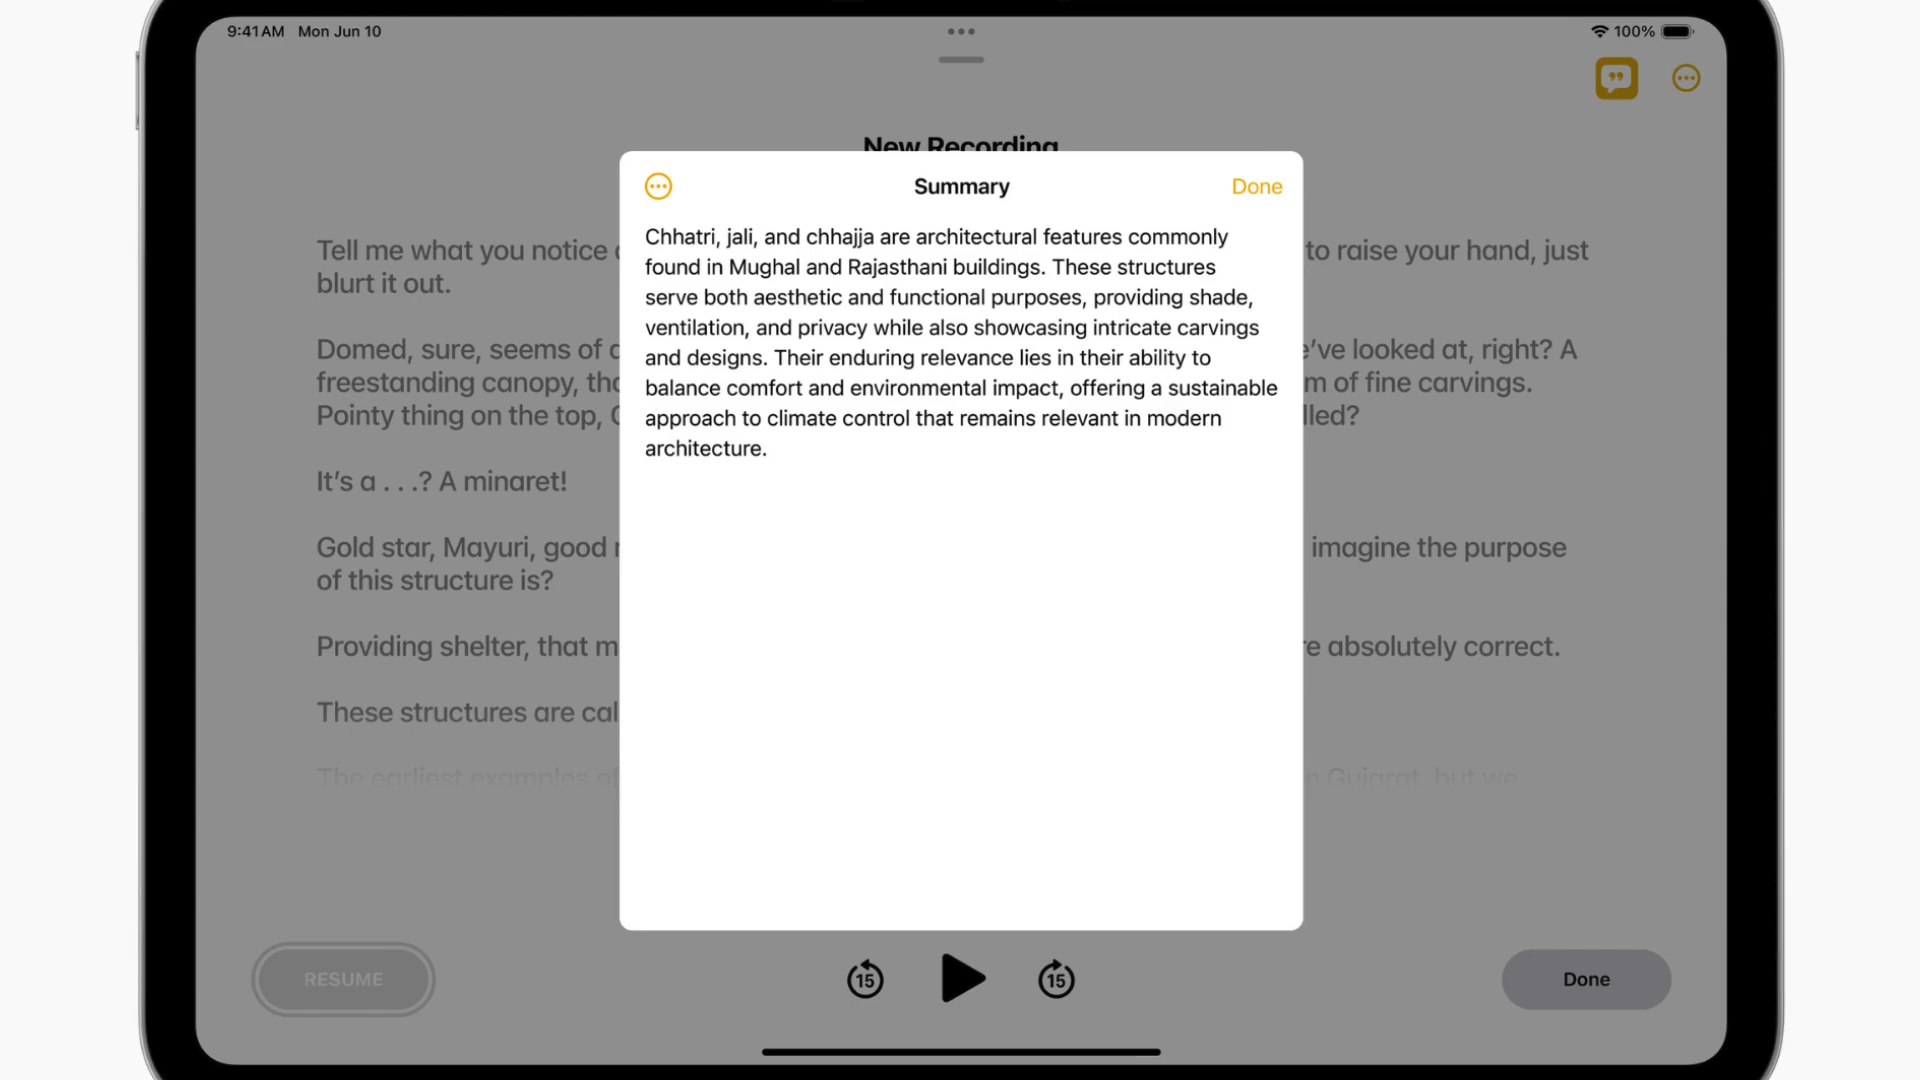 9:41 AM Mon Jun 10
100%
New Recording
Summary
Done
Chhatri, jali, and chhajja are architectural features commonly
found in Mughal and Rajasthani buildings. These structures
serve both aesthetic and functional purposes, providing shade,
ventilation, and privacy while also showcasing intricate carvings
and designs. Their enduring relevance lies in their ability to
balance comfort and environmental impact, offering a sustainable
approach to climate control that remains relevant in modern
architecture.
Tell me what you notice to raise your hand, just
blurt it out.
Domed, sure, seems of looked at, right? A
freestanding canopy, of fine carvings.
Pointy thing on the top,
It's a . . .? A minaret!
Gold star, Mayuri, good imagine the purpose
of this structure is?
Providing shelter, that absolutely correct.
These structures are
The earliest examples Gujarat, but we
RESUME
15
15
Done